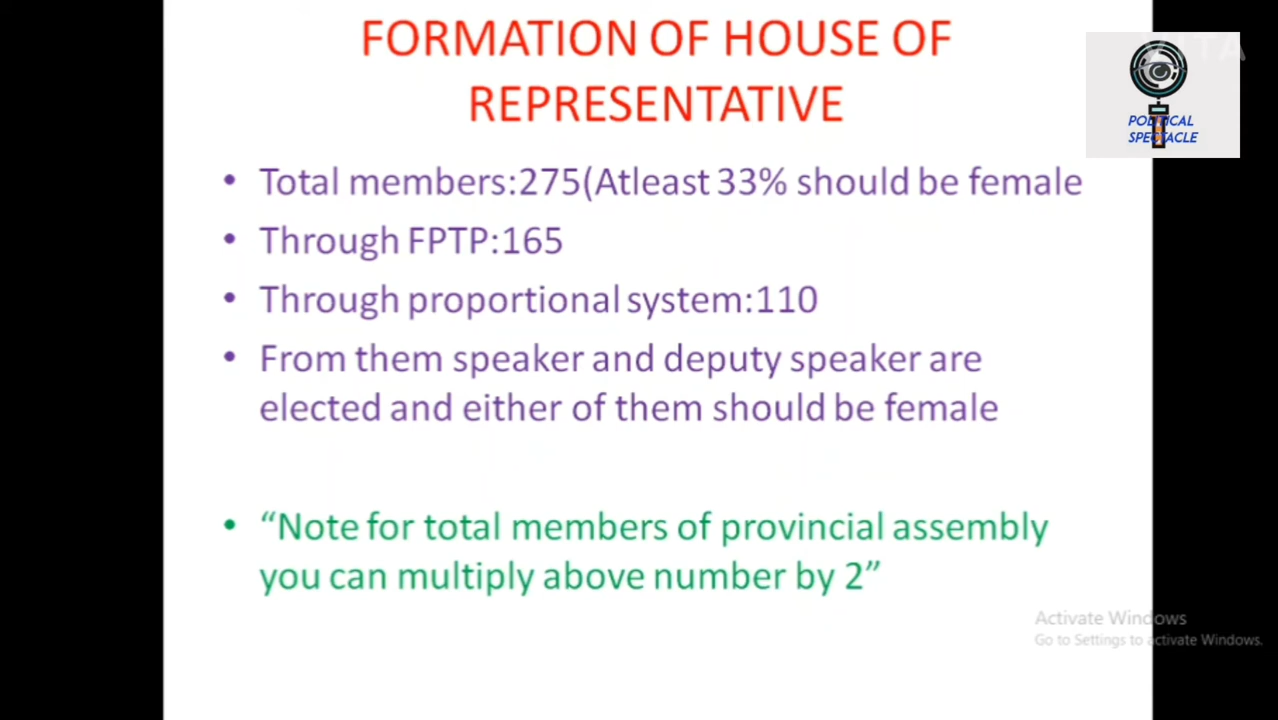 FORMATION OF HOUSE OF
REPRESENTATIVE
POLITICAL
SPECTACLE
• Total members:275(Atleast 33% should be female
• Through FPTP:165
• Through proportional system:110
• From them speaker and deputy speaker are
elected and either of them should be female
• “Note for total members of provincial assembly
you can multiply above number by 2”
Activate Windows
Go to Settings to activate Windows.